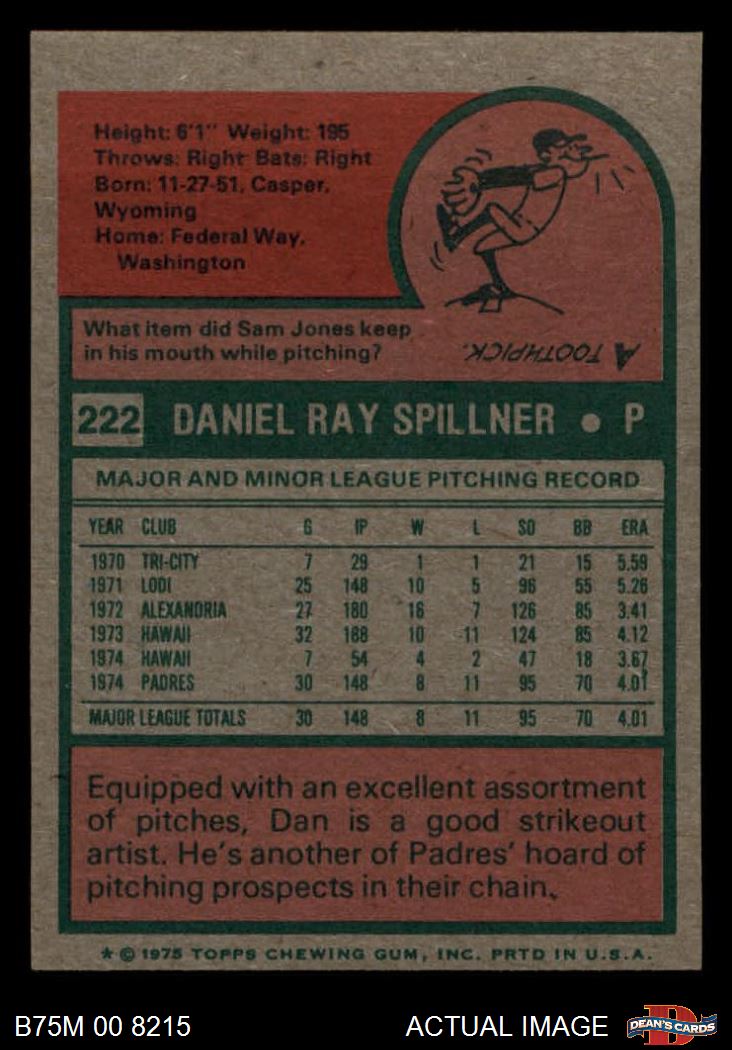 Height: 6'1" Weight: 195
Throws: Right Bats: Right
Born: 11-27-51, Casper,
Wyoming
Home: Federal Way,
Washington
What item did Sam Jones keep
in his mouth while pitching?
A TOOTHPICK.
222 DANIEL RAY SPILLNER • P
MAJOR AND MINOR LEAGUE PITCHING RECORD
YEAR CLUB G IP W L SO BB ERA
1970 TRI-CITY 7 29 1 1 21 15 5.59
1971 LODI 25 148 10 5 96 55 5.26
1972 ALEXANDRIA 27 180 16 7 126 85 3.41
1973 HAWAII 32 188 10 11 124 85 4.12
1974 HAWAII 7 54 4 2 47 18 3.67
1974 PADRES 30 148 8 11 95 70 4.01
MAJOR LEAGUE TOTALS 30 148 8 11 95 70 4.01
Equipped with an excellent assortment
of pitches, Dan is a good strikeout
artist. He's another of Padres' hoard of
pitching prospects in their chain.
* © 1975 TOPPS CHEWING GUM, INC. PRTD IN U.S.A.
B75M 00 8215 ACTUAL IMAGE D DEAN'S CARDS